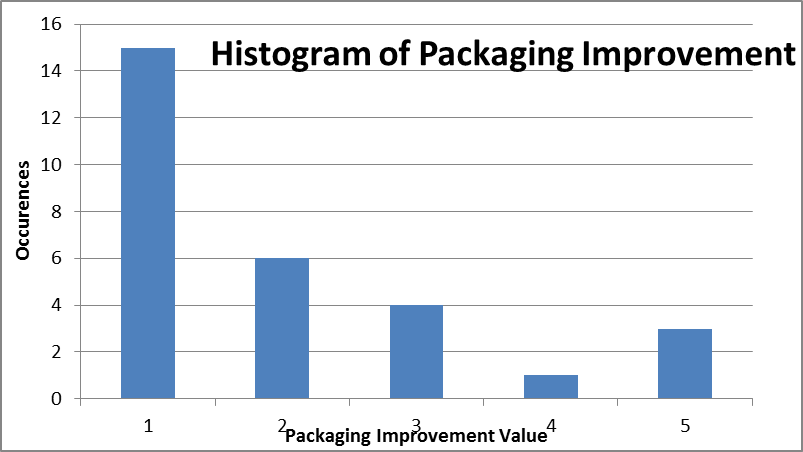 Histogram of Packaging Improvement
16
14
12
10
8
6
4
2
0
Occurences
1 2 3 4 5
Packaging Improvement Value